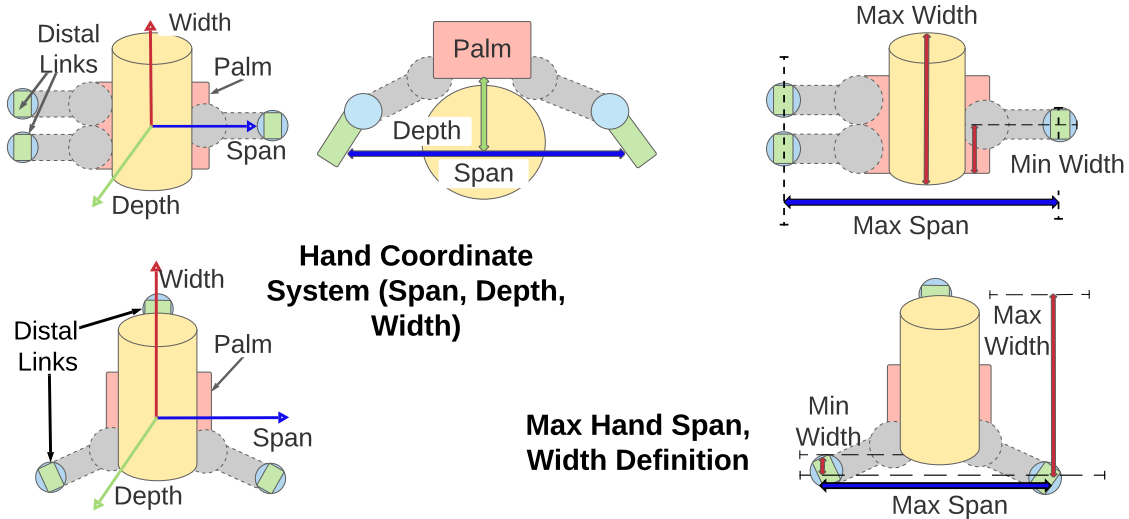 Width
Distal
Links
Palm
Span
Depth
Palm
Depth
Span
Max Width
Min Width
Max Span
Hand Coordinate
System (Span, Depth,
Width)
Width
Distal
Links
Palm
Span
Depth
Max Hand Span,
Width Definition
Max
Width
Min
Width
Max Span